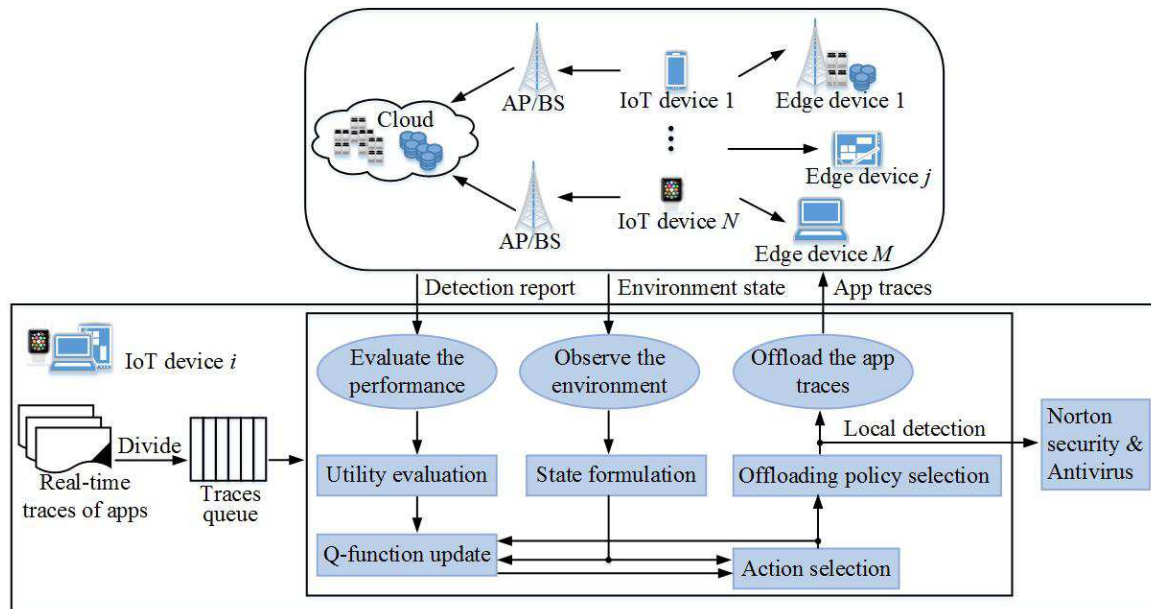 AP/BS
IoT device 1
Edge device 1
Cloud
Edge device j
AP/BS
IoT device N
Edge device M
Detection report
Environment state
App traces
IoT device i
Evaluate the
performance
Observe the
environment
Offload the app
traces
Divide
Real-time
traces of apps
Traces
queue
Utility evaluation
State formulation
Offloading policy selection
Local detection
Norton
security &
Antivirus
Q-function update
Action selection